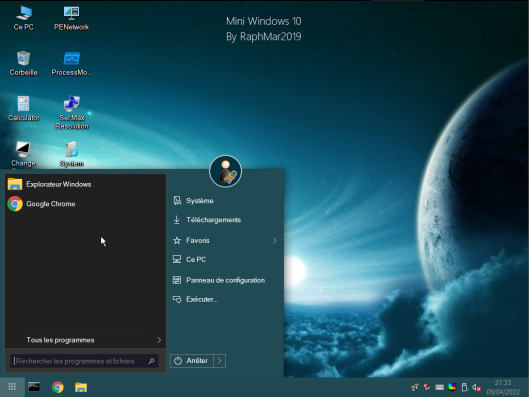 Mini Windows 10
By RaphMar2019
Ce PC
PENetwork
Corbeille
ProcessMo...
Calculator
Set Max
Resolution
Change
System
Explorateur Windows
Google Chrome
Tous les programmes
Rechercher les programmes et fichiers
Système
Téléchargements
Favoris
Ce PC
Panneau de configuration
Exécuter...
Arrêter
21:33
09/04/2022